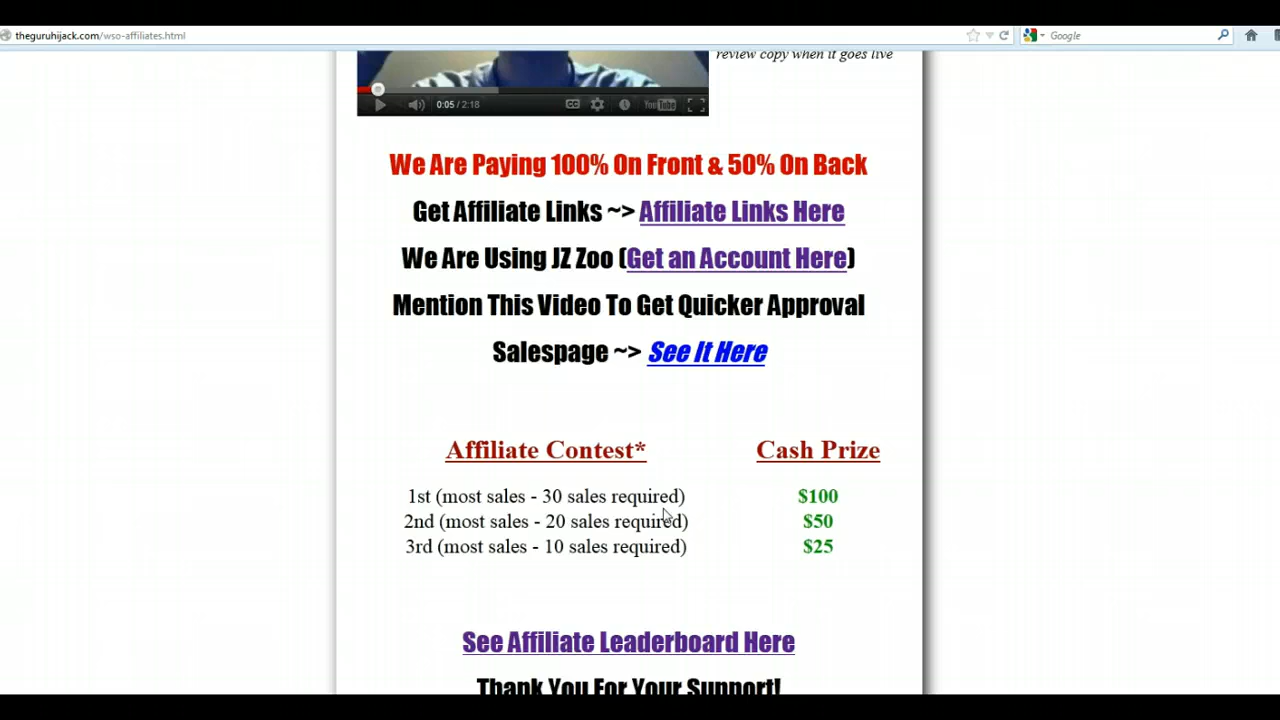 theguruhijack.com/wso-affiliates.html
Google
review copy when it goes live
0:05 / 2:18
CC
YouTube
We Are Paying 100% On Front & 50% On Back
Get Affiliate Links ~> Affiliate Links Here
We Are Using JZ Zoo (Get an Account Here)
Mention This Video To Get Quicker Approval
Salespage ~> See It Here
Affiliate Contest* Cash Prize
1st (most sales - 30 sales required) $100
2nd (most sales - 20 sales required) $50
3rd (most sales - 10 sales required) $25
See Affiliate Leaderboard Here
Thank You For Your Support!